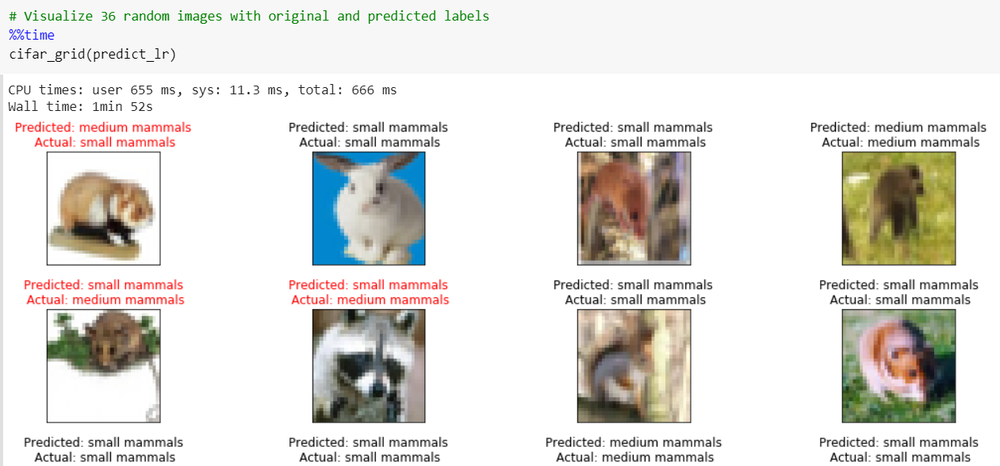 # Visualize 36 random images with original and predicted labels
%%time
cifar_grid(predict_lr)
CPU times: user 655 ms, sys: 11.3 ms, total: 666 ms
Wall time: 1min 52s
Predicted: medium mammals
Actual: small mammals
Predicted: small mammals
Actual: small mammals
Predicted: small mammals
Actual: small mammals
Predicted: medium mammals
Actual: medium mammals
Predicted: small mammals
Actual: medium mammals
Predicted: small mammals
Actual: medium mammals
Predicted: small mammals
Actual: small mammals
Predicted: small mammals
Actual: small mammals
Predicted: small mammals
Actual: small mammals
Predicted: small mammals
Actual: small mammals
Predicted: medium mammals
Actual: medium mammals
Predicted: small mammals
Actual: small mammals